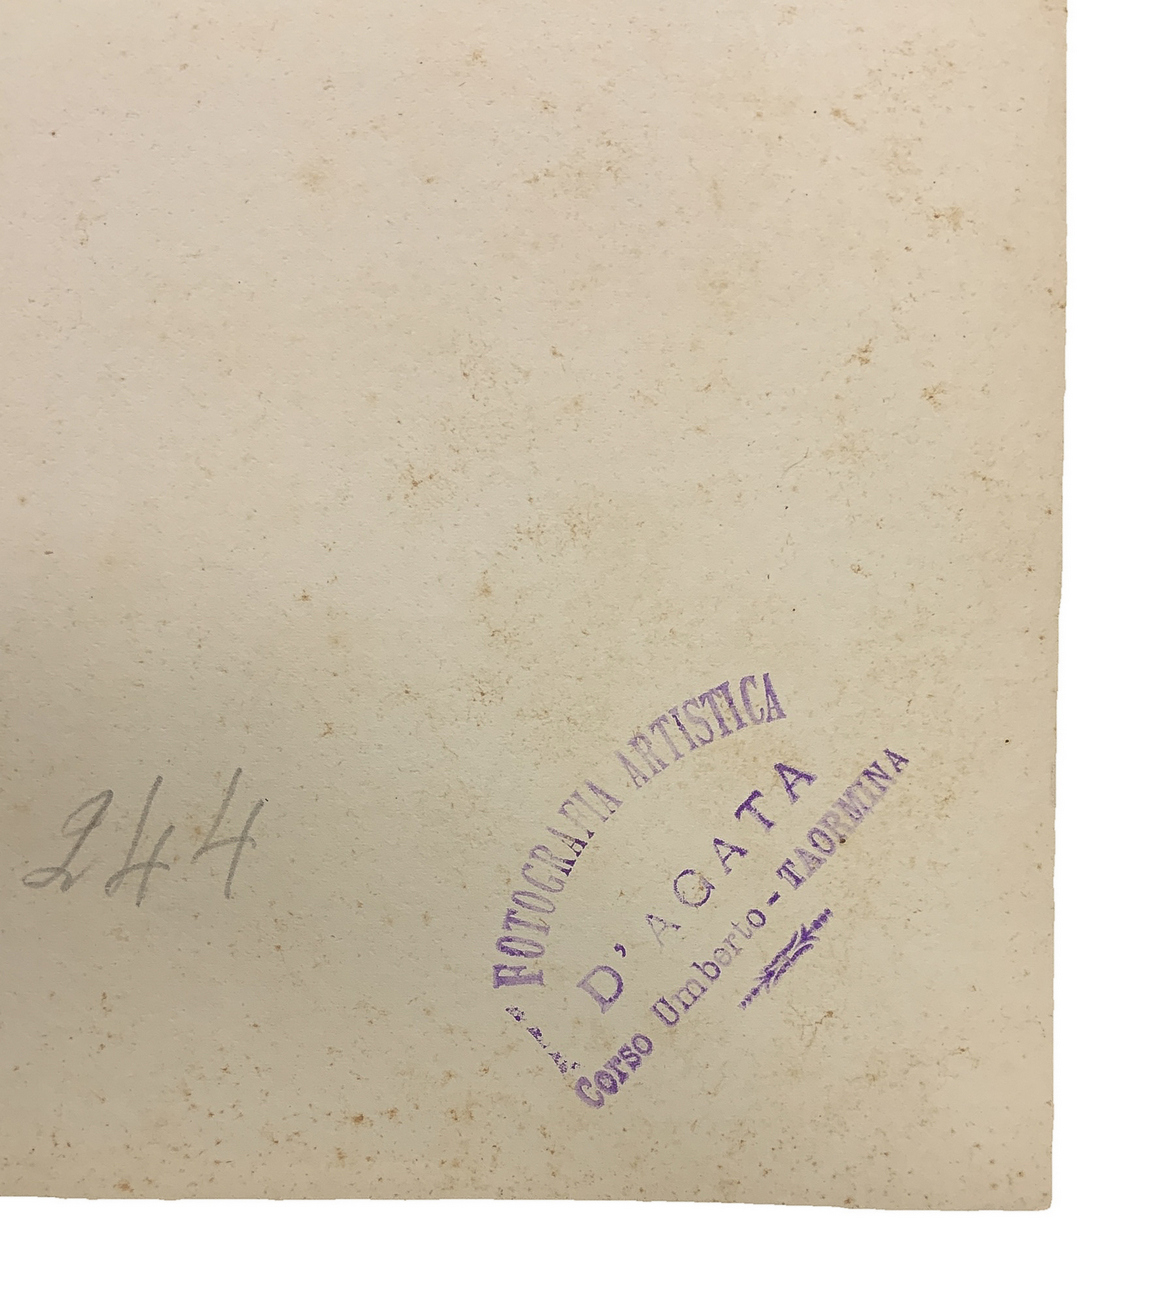 244
FOTOGRAFIA ARTISTICA
D' AGATA
Corso Umberto - TAORMINA